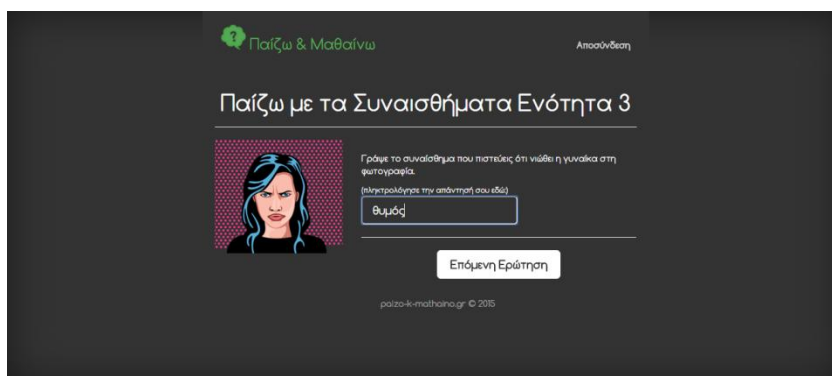 Παίζω & Μαθαίνω
Αποσύνδεση
Παίζω με τα Συναισθήματα Ενότητα 3
Γράψε το συναίσθημα που πιστεύεις ότι νιώθει η γυναίκα στη
φωτογραφία.
(πληκτρολόγησε την απάντησή σου εδώ:)
θυμός
Επόμενη Ερώτηση
paizo-k-mathaino.gr © 2015